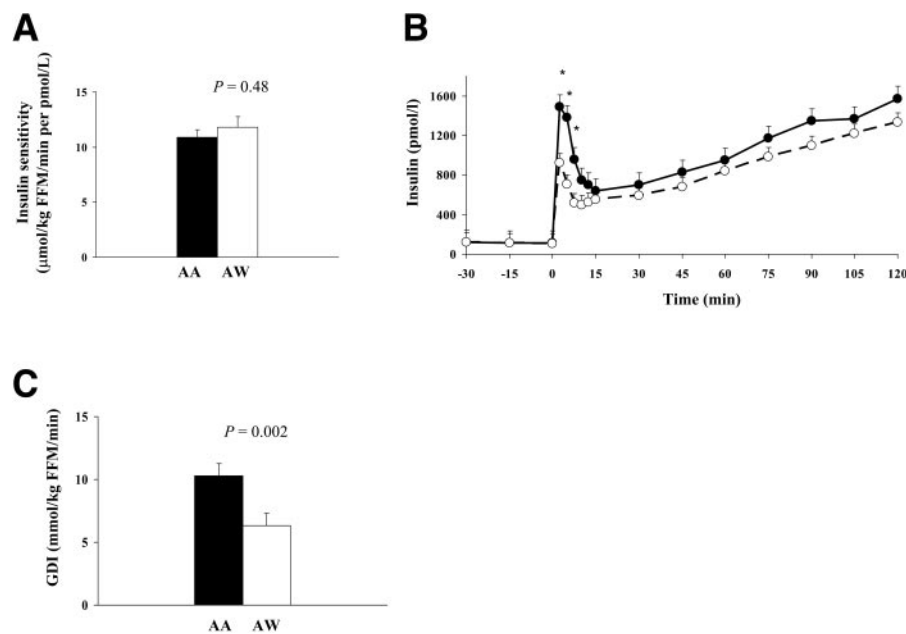 A
Insulin sensitivity
(μmol/kg FFM/min per pmol/L)
15
10
5
0
P = 0.48
AA AW
B
Insulin (pmol/l)
1600
1200
800
400
0
*
*
*
-30 -15 0 15 30 45 60 75 90 105 120
Time (min)
C
GDI (mmol/kg FFM/min)
15
10
5
0
P = 0.002
AA AW